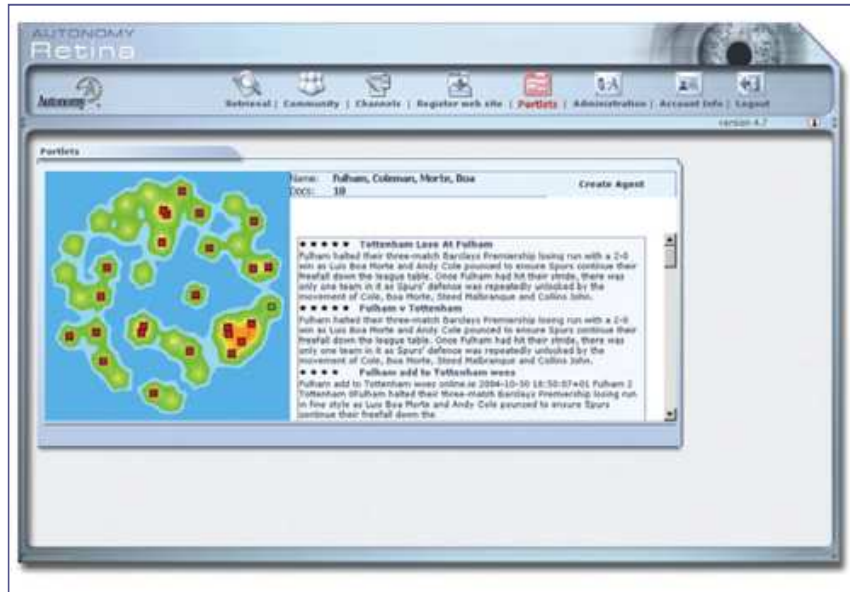 AUTONOMY
Retina
Autonomy
Retrieval | Community | Channels | Register web site | Portlets | Administration | Account Info | Logout
version 4.7
Portlets
Name: Fulham, Coleman, Morte, Boa
Docs: 10
Create Agent
Tottenham Lose At Fulham
Fulham halted their three-match Barclays Premiership losing run with a 2-0
win as Luis Boa Morte and Andy Cole pounced to ensure Spurs continue their
freefall down the league table. Once Fulham had hit their stride, there was
only one team in it as Spurs' defense was repeatedly unlocked by the
movement of Cole, Boa Morte, Steed Malbranque and Collins John.
Fulham v Tottenham
Fulham halted their three-match Barclays Premiership losing run with a 2-0
win as Luis Boa Morte and Andy Cole pounced to ensure Spurs continue their
freefall down the league table. Once Fulham had hit their stride, there was
only one team in it as Spurs' defense was repeatedly unlocked by the
movement of Cole, Boa Morte, Steed Malbranque and Collins John.
Fulham add to Tottenham woes
Fulham add to Tottenham woes online.ie 2004-10-30 18:50:07+01 Fulham 2
Tottenham 0Fulham halted their three-match Barclays Premiership losing run
in fine style as Luis Boa Morte and Andy Cole pounced to ensure Spurs
continue their freefall down the